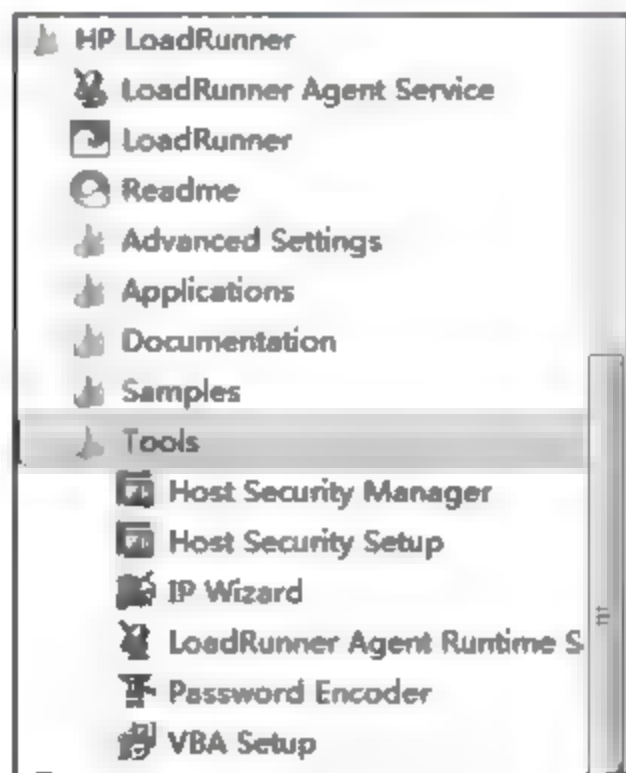 HP LoadRunner
LoadRunner Agent Service
LoadRunner
Readme
Advanced Settings
Applications
Documentation
Samples
Tools
Host Security Manager
Host Security Setup
IP Wizard
LoadRunner Agent Runtime S
Password Encoder
VBA Setup